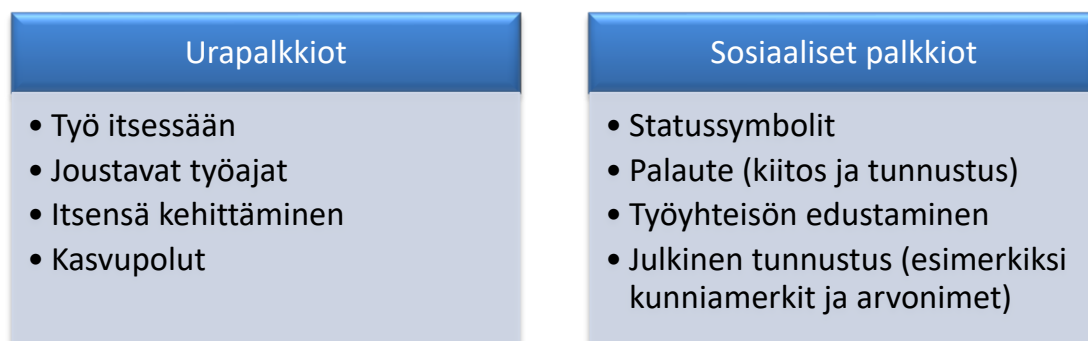 Urapalkkiot
• Työ itsessään
• Joustavat työajat
• Itsensä kehittäminen
• Kasvupolut
Sosiaaliset palkkiot
• Statussymbolit
• Palaute (kiitos ja tunnustus)
• Työyhteisön edustaminen
• Julkinen tunnustus (esimerkiksi
kunniamerkit ja arvonimet)